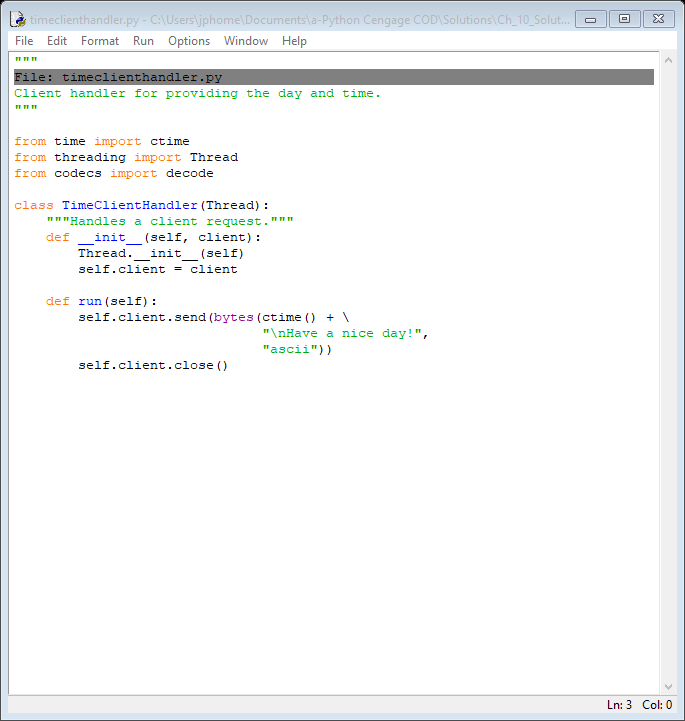 timeclienthandler.py - C:\Users\jphome\Documents\a-Python Cengage COD\Solutions\Ch_10_Solut...
File Edit Format Run Options Window Help
"""
File: timeclienthandler.py
Client handler for providing the day and time.
"""
from time import ctime
from threading import Thread
from codecs import decode
class TimeClientHandler(Thread):
    """Handles a client request."""
    def __init__(self, client):
        Thread.__init__(self)
        self.client = client
    def run(self):
        self.client.send(bytes(ctime() + \
                               "\nHave a nice day!",
                               "ascii"))
        self.client.close()
Ln: 3 Col: 0